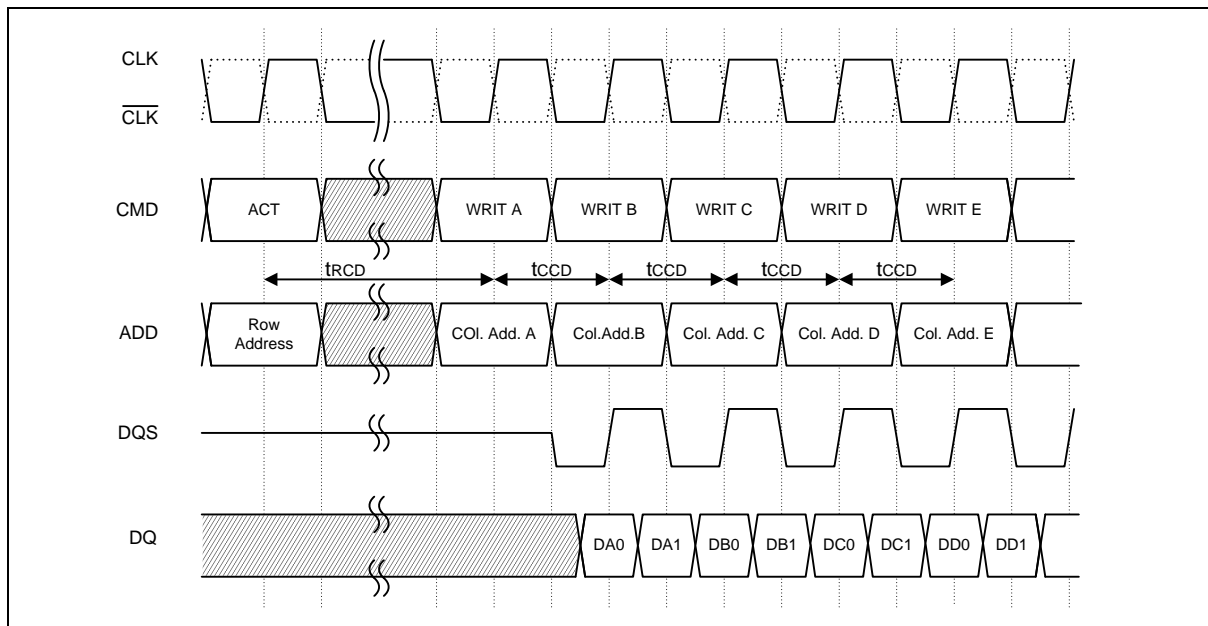 CLK
CLK
CMD
ACT
WRIT A
WRIT B
WRIT C
WRIT D
WRIT E
tRCD
tCCD
tCCD
tCCD
tCCD
ADD
Row
Address
COl. Add. A
Col.Add.B
Col. Add. C
Col. Add. D
Col. Add. E
DQS
DQ
DA0
DA1
DB0
DB1
DC0
DC1
DD0
DD1